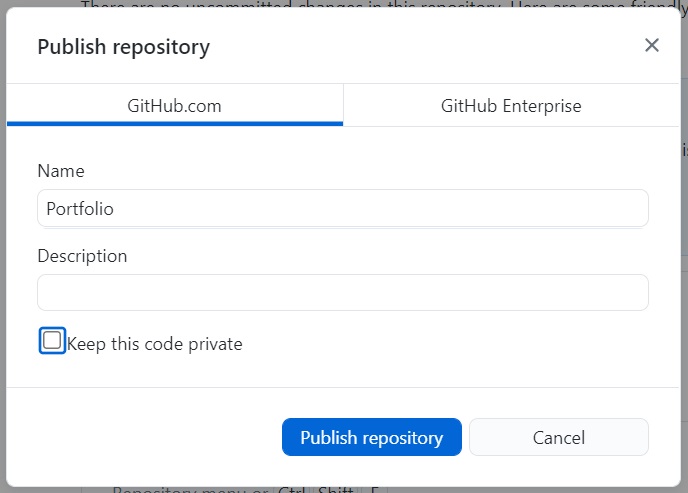 There are no uncommitted changes in this repository. Here are some friendly
Publish repository
GitHub.com
GitHub Enterprise
Name
Portfolio
Description
Keep this code private
Publish repository
Cancel
Repository menu or Ctrl Shift F